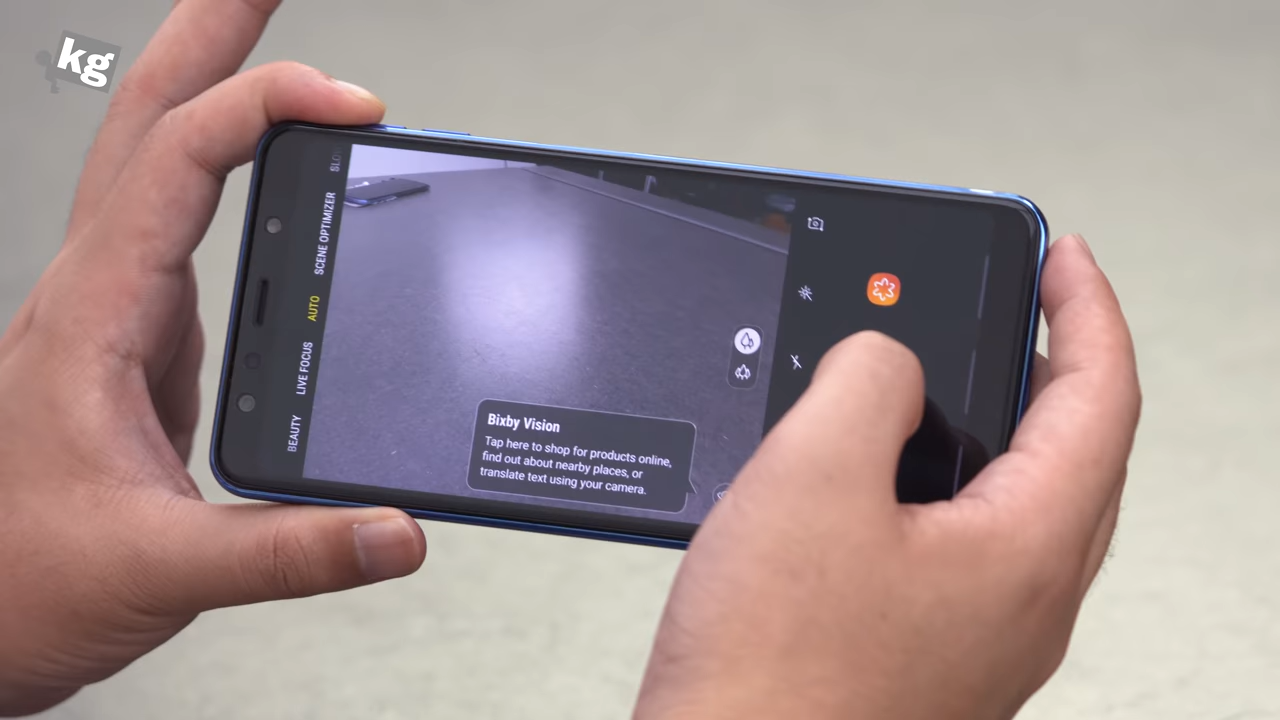 kg
SCENE OPTIMIZER
AUTO
LIVE FOCUS
BEAUTY
Bixby Vision
Tap here to shop for products online,
find out about nearby places, or
translate text using your camera.